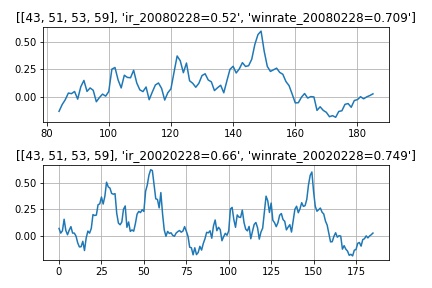 [[43, 51, 53, 59], 'ir_20080228=0.52', 'winrate_20080228=0.709']
0.50
0.25
0.00
80 100 120 140 160 180
[[43, 51, 53, 59], 'ir_20020228=0.66', 'winrate_20020228=0.749']
0.50
0.25
0.00
0 25 50 75 100 125 150 175